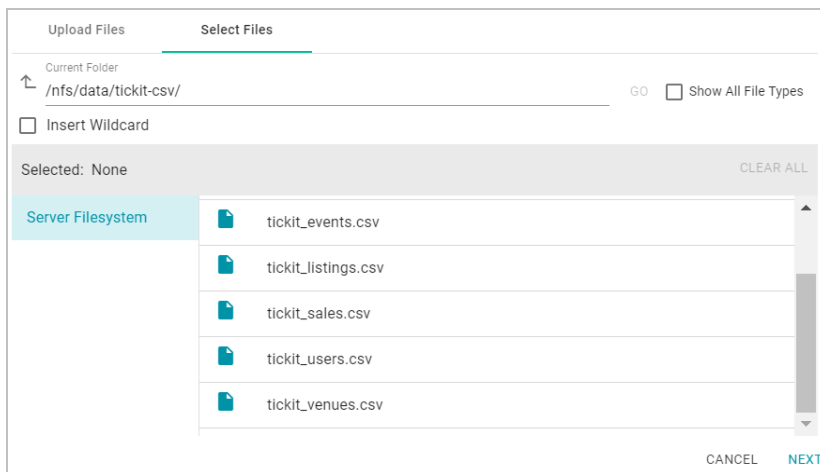 Upload Files Select Files
Current Folder
/nfs/data/tickit-csv/ GO Show All File Types
Insert Wildcard
Selected: None CLEAR ALL
Server Filesystem
tickit_events.csv
tickit_listings.csv
tickit_sales.csv
tickit_users.csv
tickit_venues.csv
CANCEL NEXT